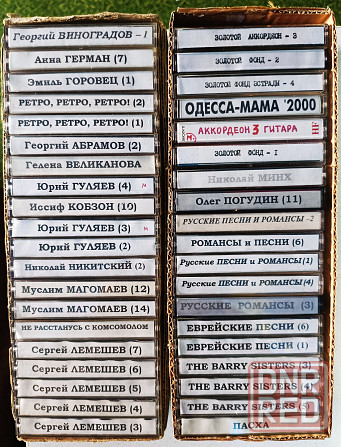 Георгий ВИНОГРАДОВ - 1
Анна ГЕРМАН (7)
Эмиль ГОРОВЕЦ (1)
РЕТРО, РЕТРО, РЕТРО! (2)
РЕТРО, РЕТРО, РЕТРО! (1)
Георгий АБРАМОВ (2)
Гелена ВЕЛИКАНОВА
Юрий ГУЛЯЕВ (4)
Иосиф КОБЗОН (10)
Юрий ГУЛЯЕВ (3)
Юрий ГУЛЯЕВ (2)
Николай НИКИТСКИЙ (2)
Муслим МАГОМАЕВ (12)
Муслим МАГОМАЕВ (14)
НЕ РАССТАНУСЬ С КОМСОМОЛОМ
Сергей ЛЕМЕШЕВ (7)
Сергей ЛЕМЕШЕВ (6)
Сергей ЛЕМЕШЕВ (5)
Сергей ЛЕМЕШЕВ (4)
Сергей ЛЕМЕШЕВ (3)
ЗОЛОТОЙ АККОРДЕОН - 3
ЗОЛОТОЙ ФОНД - 2
ЗОЛОТОЙ ФОНД ЭСТРАДЫ - 4
ОДЕССА-МАМА '2000
АККОРДЕОН 3 ГИТАРА HF
ЗОЛОТОЙ ФОНД - 1
Николай МИНХ
Олег ПОГУДИН (11)
РУССКИЕ ПЕСНИ И РОМАНСЫ -2
РОМАНСЫ и ПЕСНИ (6)
Русские ПЕСНИ и РОМАНСЫ (1)
Русские ПЕСНИ и РОМАНСЫ (4)
РУССКИЕ РОМАНСЫ (3)
ЕВРЕЙСКИЕ ПЕСНИ (6)
ЕВРЕЙСКИЕ ПЕСНИ (1)
THE BARRY SISTERS (3)
THE BARRY SISTERS (4)
THE BARRY SISTERS (5)
ПАСХА